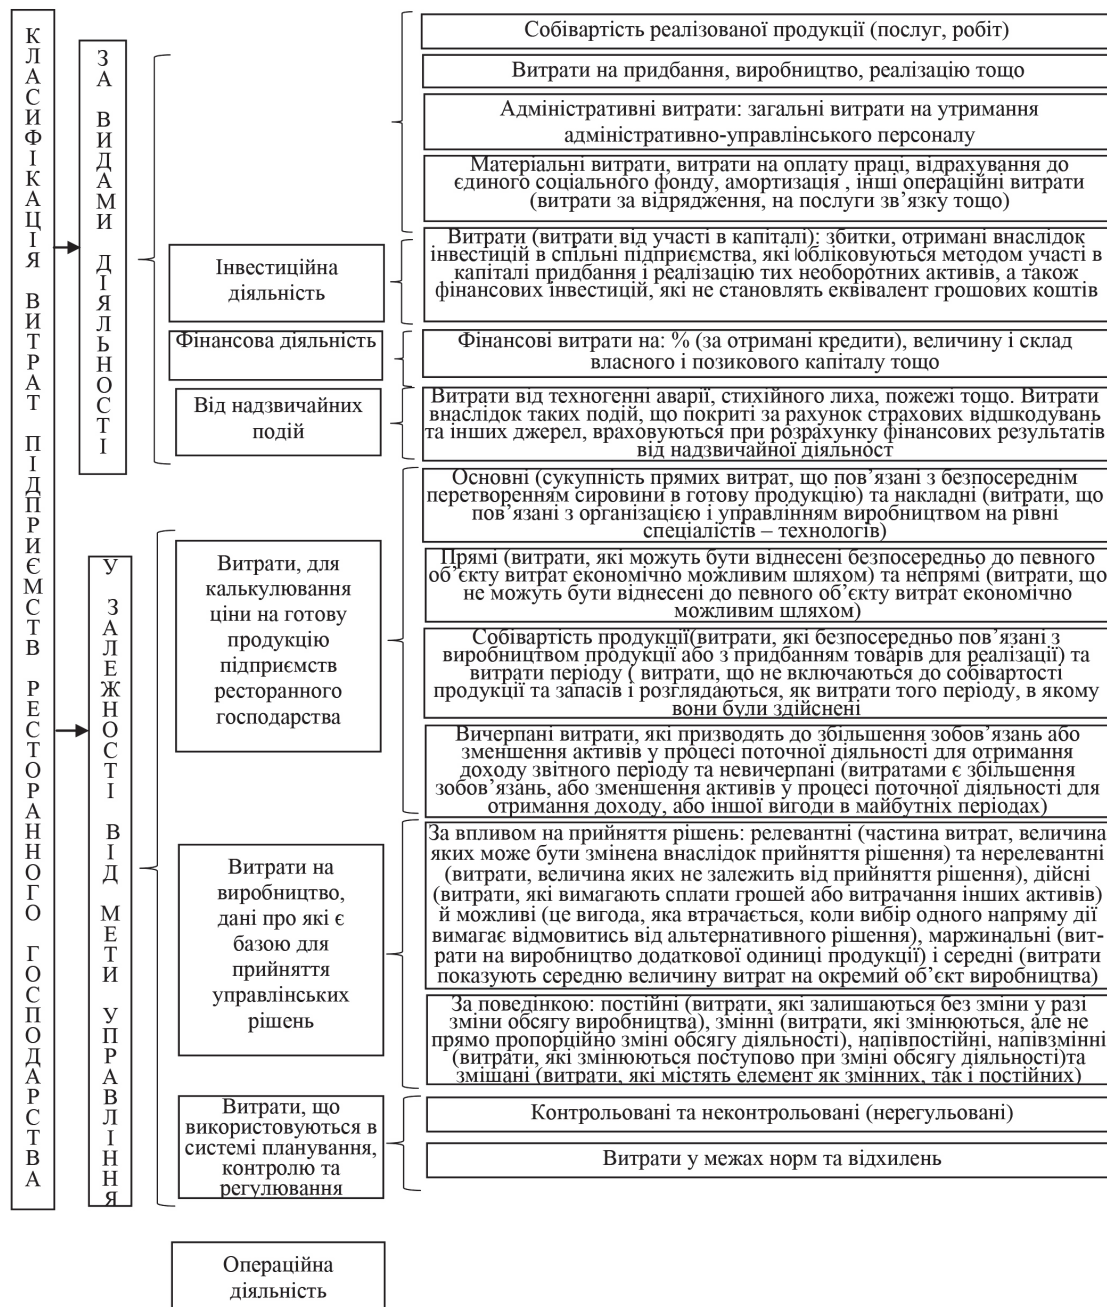 КЛАСИФІКАЦІЯ ВИТРАТ ПІДПРИЄМСТВ РЕСТОРАННОГО ГОСПОДАРСТВА
ЗА ВИДАМИ ДІЯЛЬНОСТІ
Собівартість реалізованої продукції (послуг, робіт)
Витрати на придбання, виробництво, реалізацію тощо
Адміністративні витрати: загальні витрати на утримання
адміністративно-управлінського персоналу
Матеріальні витрати, витрати на оплату праці, відрахування до
єдиного соціального фонду, амортизація , інші операційні витрати
(витрати за відрядження, на послуги зв’язку тощо)
Інвестиційна
діяльність
Витрати (витрати від участі в капіталі): збитки, отримані внаслідок
інвестицій в спільні підприємства, які обліковуються методом участі в
капіталі придбання і реалізацію тих необоротних активів, а також
фінансових інвестицій, які не становлять еквівалент грошових коштів
Фінансова діяльність
Фінансові витрати на: % (за отримані кредити), величину і склад
власного і позикового капіталу тощо
Від надзвичайних
подій
Витрати від техногенні аварії, стихійного лиха, пожежі тощо. Витрати
внаслідок таких подій, що покриті за рахунок страхових відшкодувань
та інших джерел, враховуються при розрахунку фінансових результатів
від надзвичайної діяльност
У ЗАЛЕЖНОСТІ ВІД МЕТИ УПРАВЛІННЯ
Витрати, для
калькулювання
ціни на готову
продукцію
підприємств
ресторанного
господарства
Основні (сукупність прямих витрат, що пов’язані з безпосереднім
перетворенням сировини в готову продукцію) та накладні (витрати, що
пов’язані з організацією і управлінням виробництвом на рівні
спеціалістів – технологів)
Прямі (витрати, які можуть бути віднесені безпосередньо до певного
об’єкту витрат економічно можливим шляхом) та непрямі (витрати, що
не можуть бути віднесені до певного об’єкту витрат економічно
можливим шляхом)
Собівартість продукції(витрати, які безпосередньо пов’язані з
виробництвом продукції або з придбанням товарів для реалізації) та
витрати періоду ( витрати, що не включаються до собівартості
продукції та запасів і розглядаються, як витрати того періоду, в якому
вони були здійснені
Вичерпані витрати, які призводять до збільшення зобов’язань або
зменшення активів у процесі поточної діяльності для отримання
доходу звітного періоду та невичерпані (витратами є збільшення
зобов’язань, або зменшення активів у процесі поточної діяльності для
отримання доходу, або іншої вигоди в майбутніх періодах)
Витрати на
виробництво,
дані про які є
базою для
прийняття
управлінських
рішень
За впливом на прийняття рішень: релевантні (частина витрат, величина
яких може бути змінена внаслідок прийняття рішення) та нерелевантні
(витрати, величина яких не залежить від прийняття рішення), дійсні
(витрати, які вимагають сплати грошей або витрачання інших активів)
й можливі (це вигода, яка втрачається, коли вибір одного напряму дії
вимагає відмовитись від альтернативного рішення), маржинальні (вит-
рати на виробництво додаткової одиниці продукції) і середні (витрати
показують середню величину витрат на окремий об’єкт виробництва)
За поведінкою: постійні (витрати, які залишаються без зміни у разі
зміни обсягу виробництва), змінні (витрати, які змінюються, але не
прямо пропорційно зміні обсягу діяльності), напівпостійні, напівзмінні
(витрати, які змінюються поступово при зміні обсягу діяльності)та
змішані (витрати, які містять елемент як змінних, так і постійних)
Витрати, що
використовуються в
системі планування,
контролю та
регулювання
Контрольовані та неконтрольовані (нерегульовані)
Витрати у межах норм та відхилень
Операційна
діяльність